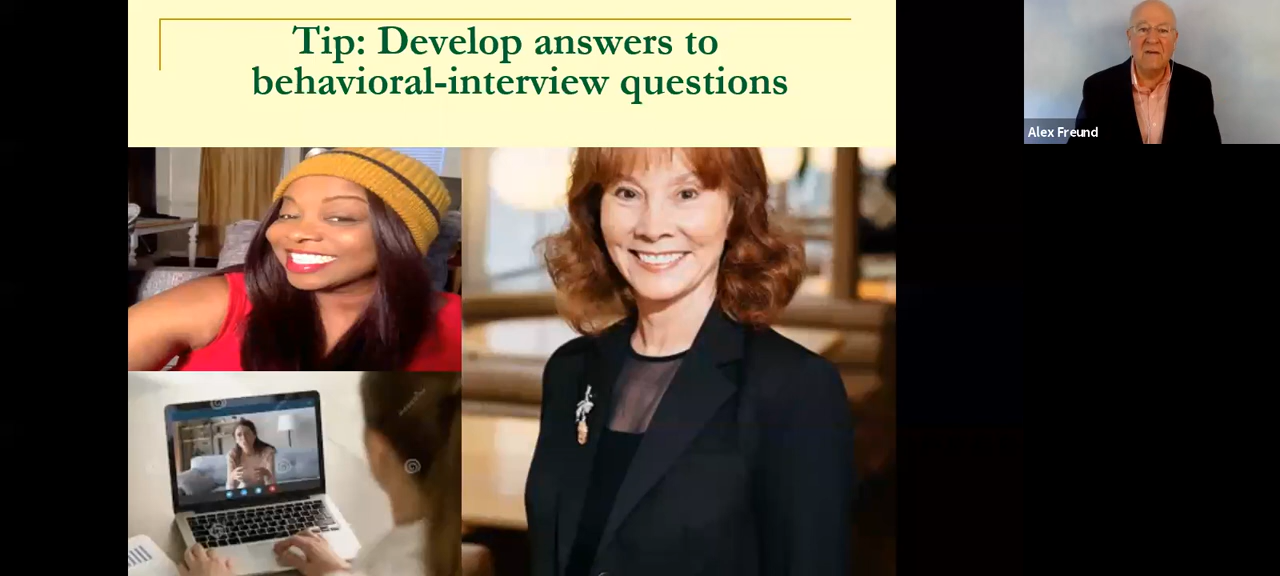 Tip: Develop answers to
behavioral-interview questions
Alex Freund